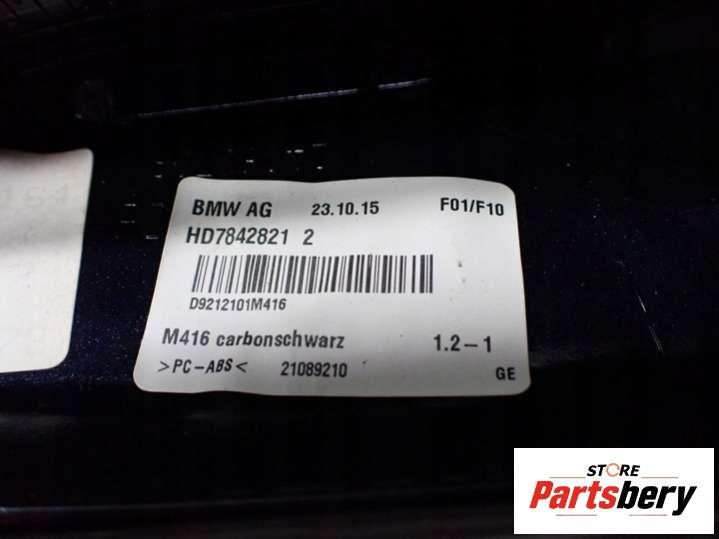 BMW AG 23.10.15 F01/F10
HD7842821 2
D9212101M416
M416 carbonschwarz 1.2-1
>PC-ABS< 21089210 GE
STORE
Partsbery